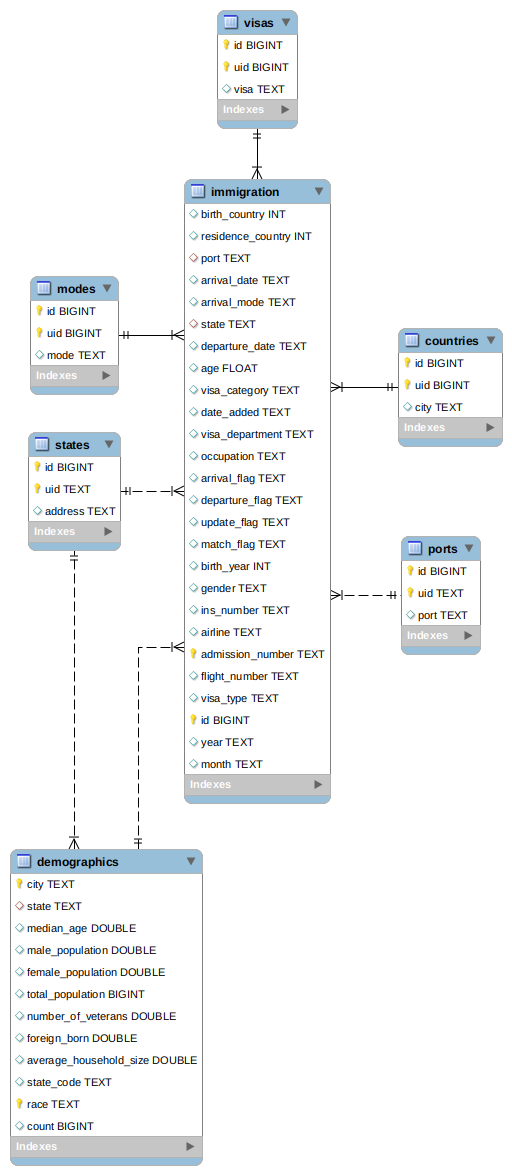 visas
id BIGINT
uid BIGINT
visa TEXT
Indexes
immigration
birth_country INT
residence_country INT
port TEXT
arrival_date TEXT
arrival_mode TEXT
state TEXT
departure_date TEXT
age FLOAT
visa_category TEXT
date_added TEXT
visa_department TEXT
occupation TEXT
arrival_flag TEXT
departure_flag TEXT
update_flag TEXT
match_flag TEXT
birth_year INT
gender TEXT
ins_number TEXT
airline TEXT
admission_number TEXT
flight_number TEXT
visa_type TEXT
id BIGINT
year TEXT
month TEXT
Indexes
modes
id BIGINT
uid BIGINT
mode TEXT
Indexes
countries
id BIGINT
uid BIGINT
city TEXT
Indexes
states
id BIGINT
uid TEXT
address TEXT
Indexes
ports
id BIGINT
uid TEXT
port TEXT
Indexes
demographics
city TEXT
state TEXT
median_age DOUBLE
male_population DOUBLE
female_population DOUBLE
total_population BIGINT
number_of_veterans DOUBLE
foreign_born DOUBLE
average_household_size DOUBLE
state_code TEXT
race TEXT
count BIGINT
Indexes